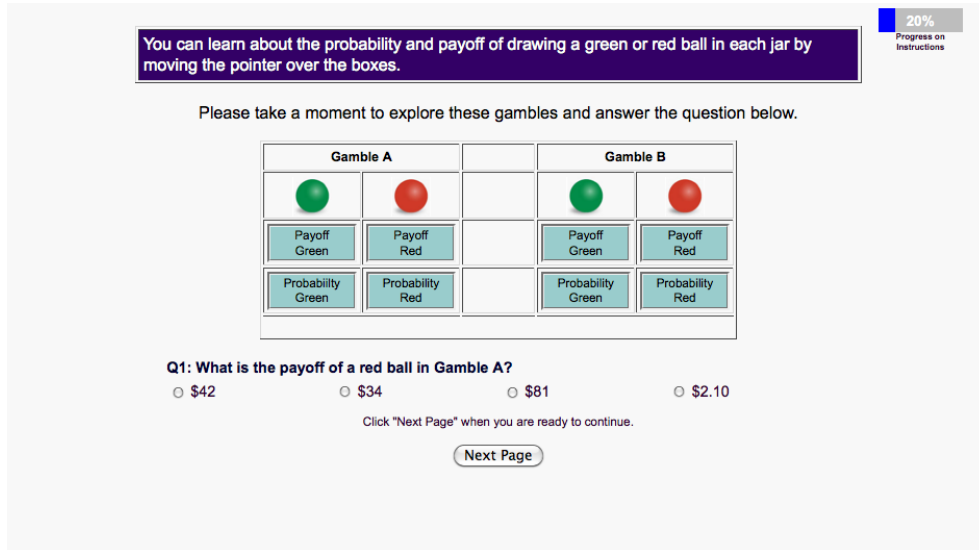 20%
Progress on
Instructions
You can learn about the probability and payoff of drawing a green or red ball in each jar by
moving the pointer over the boxes.
Please take a moment to explore these gambles and answer the question below.
Gamble A Gamble B
Payoff Green Payoff Red Payoff Green Payoff Red
Probabiilty Green Probability Red Probability Green Probability Red
Q1: What is the payoff of a red ball in Gamble A?
$42 $34 $81 $2.10
Click "Next Page" when you are ready to continue.
Next Page